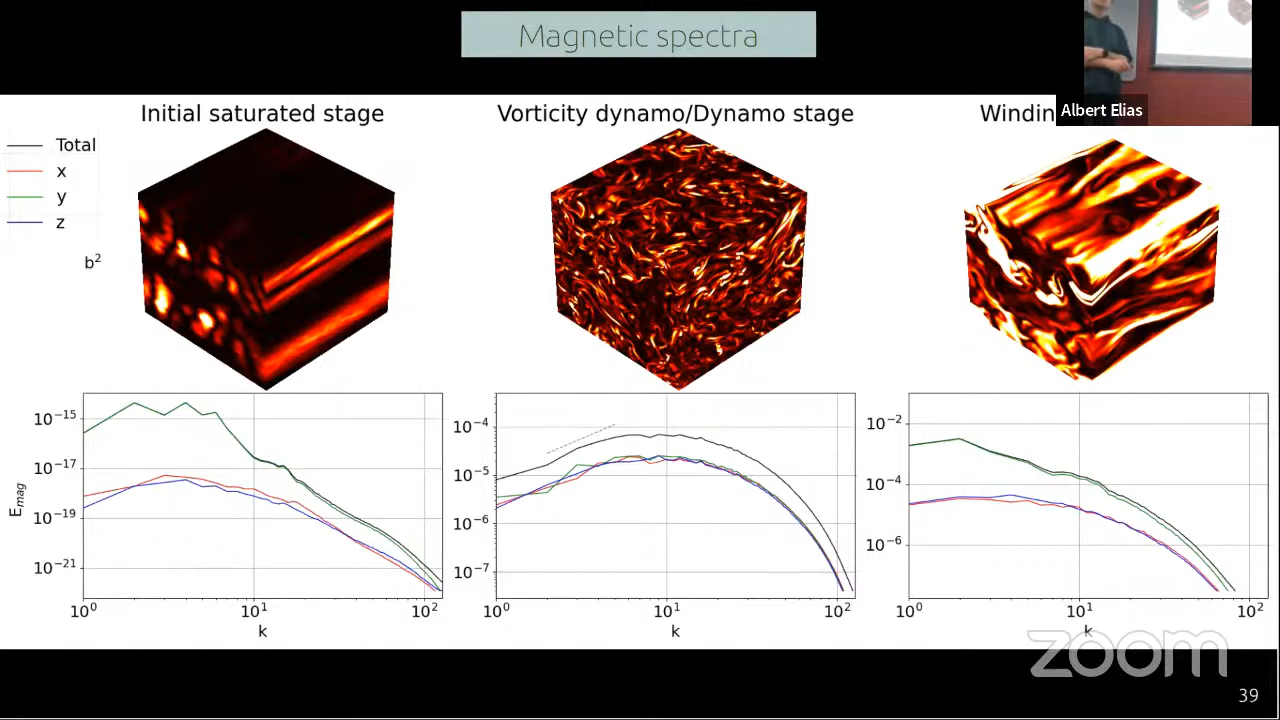 Magnetic spectra
Albert Elias
Initial saturated stage
Vorticity dynamo/Dynamo stage
Total
x
y
z
b²
E_mag
10⁻¹⁵
10⁻¹⁷
10⁻¹⁹
10⁻²¹
10⁰
10¹
10²
k
10⁻⁴
10⁻⁵
10⁻⁶
10⁻⁷
10⁰
10¹
10²
k
10⁻²
10⁻⁴
10⁻⁶
10⁰
10¹
10²
k
zoom
39